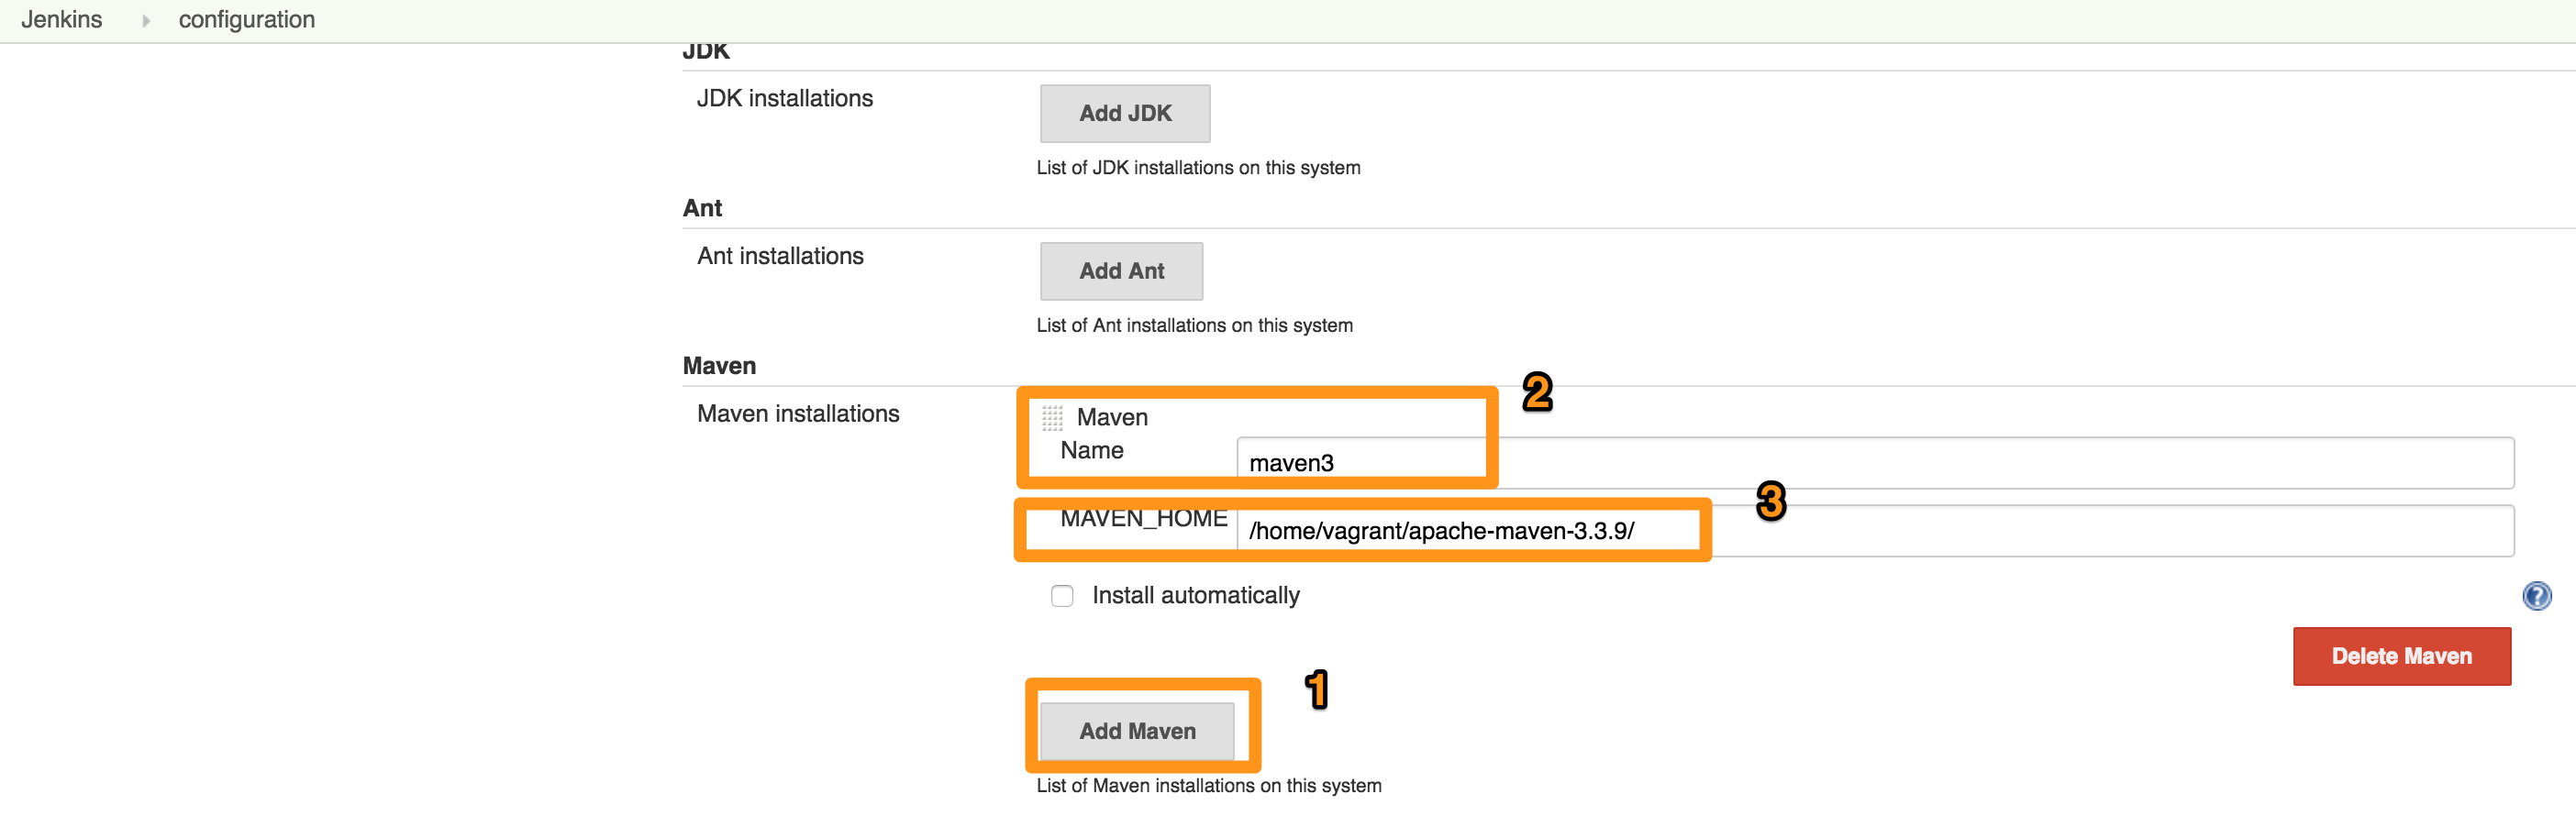 Jenkins configuration
JDK
JDK installations
Add JDK
List of JDK installations on this system
Ant
Ant installations
Add Ant
List of Ant installations on this system
Maven
2
Maven installations
Maven
Name
maven3
3
MAVEN_HOME
/home/vagrant/apache-maven-3.3.9/
Install automatically
?
Delete Maven
1
Add Maven
List of Maven installations on this system